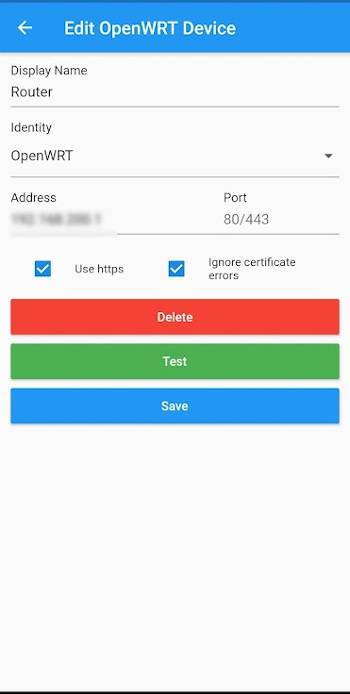 Edit OpenWRT Device
Display Name
Router
Identity
OpenWRT
Address
Port
80/443
Use https
Ignore certificate
errors
Delete
Test
Save